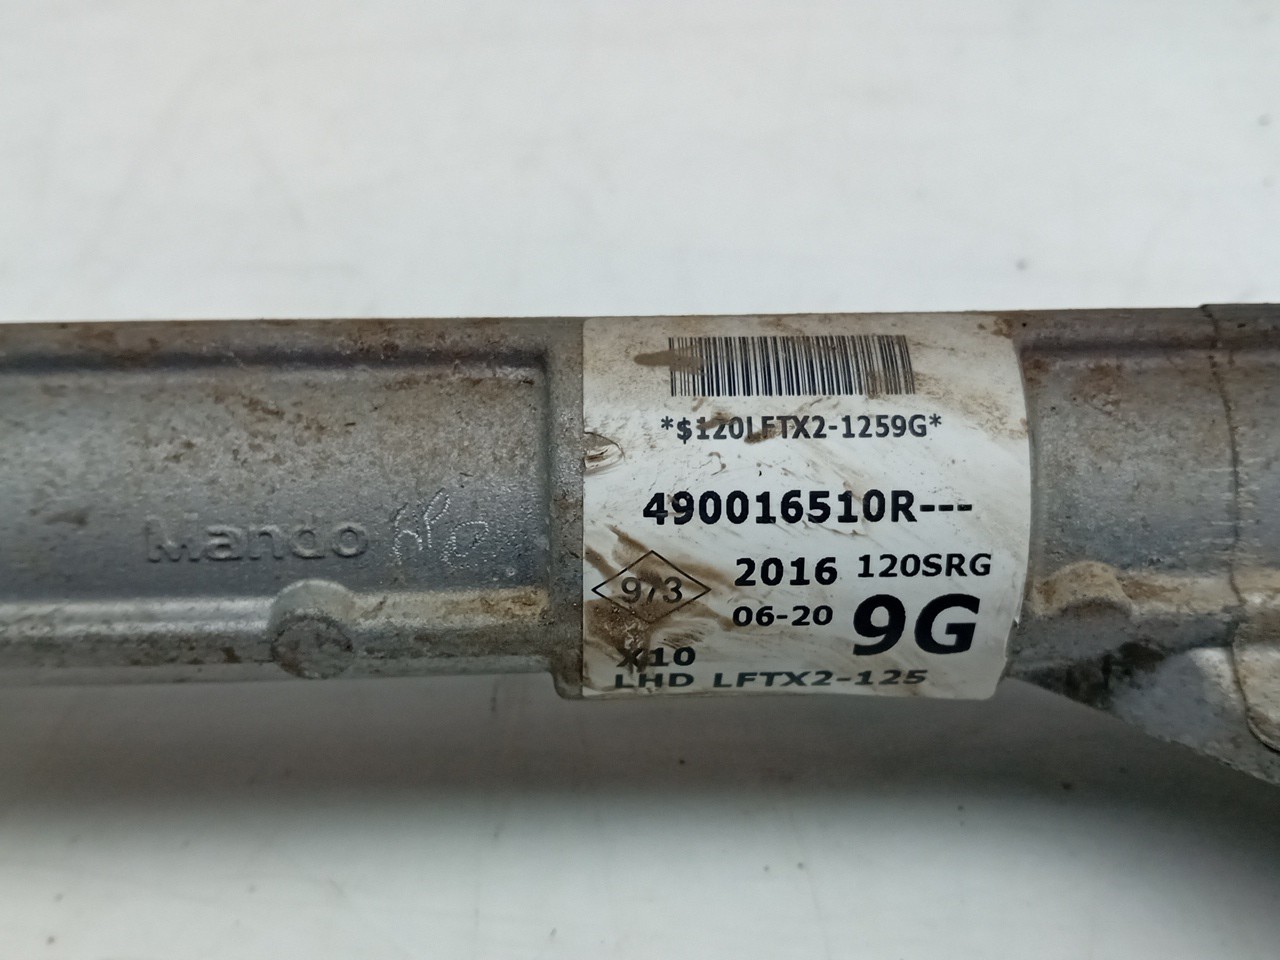 Mando
*$120LFTX2-1259G*
490016510R---
2016 120SRG
973
06-20 9G
X10
LHD LFTX2-125